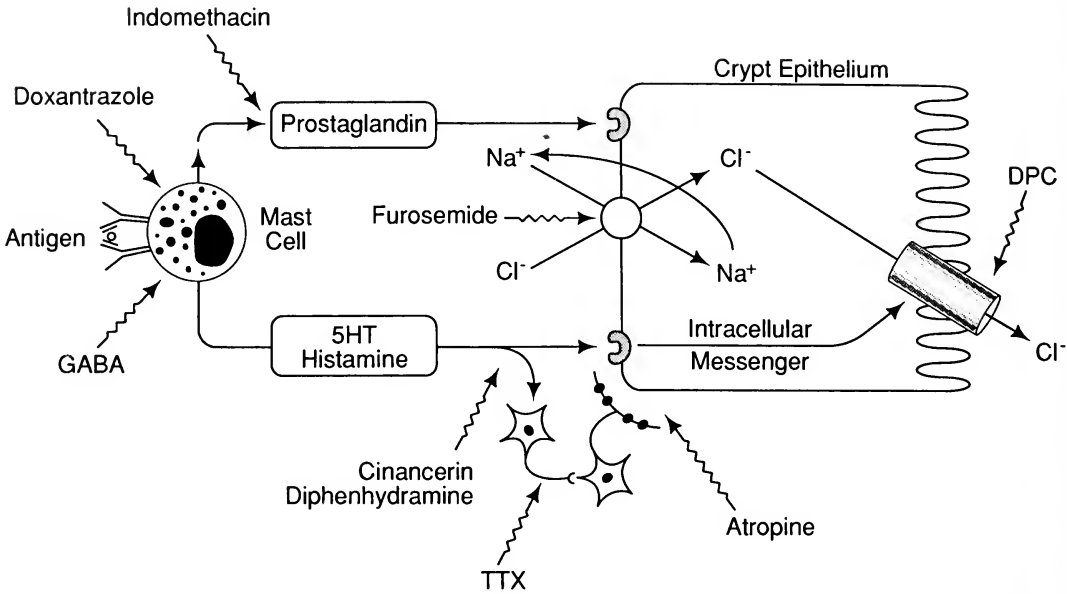 Indomethacin
Doxantrazole
Prostaglandin
Crypt Epithelium
Na⁺
Cl⁻
DPC
Antigen
Mast
Cell
Furosemide
Cl⁻
Na⁺
GABA
5HT
Histamine
Intracellular
Messenger
Cl⁻
Cinancerin
Diphenhydramine
Atropine
TTX